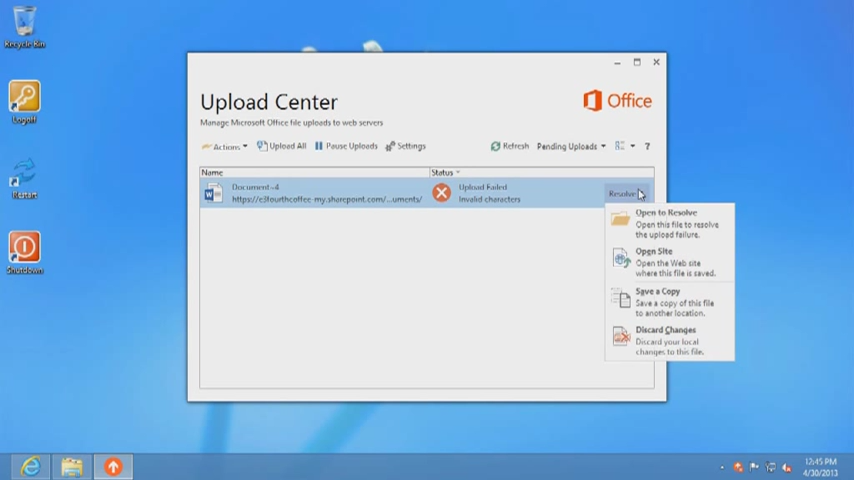 Recycle Bin
Logoff
Restart
Shutdown
Upload Center
Office
Manage Microsoft Office file uploads to web servers
Actions
Upload All
Pause Uploads
Settings
Refresh
Pending Uploads
?
Name
Status
Upload Failed
https://c3fourthcoffee-my.sharepoint.com/...uments/
Invalid characters
Resolve
Open to Resolve
Open this file to resolve
the upload failure.
Open Site
Open the Web site
where this file is saved.
Save a Copy
Save a copy of this file
to another location.
Discard Changes
Discard your local
changes to this file.
12:45 PM
4/30/2013